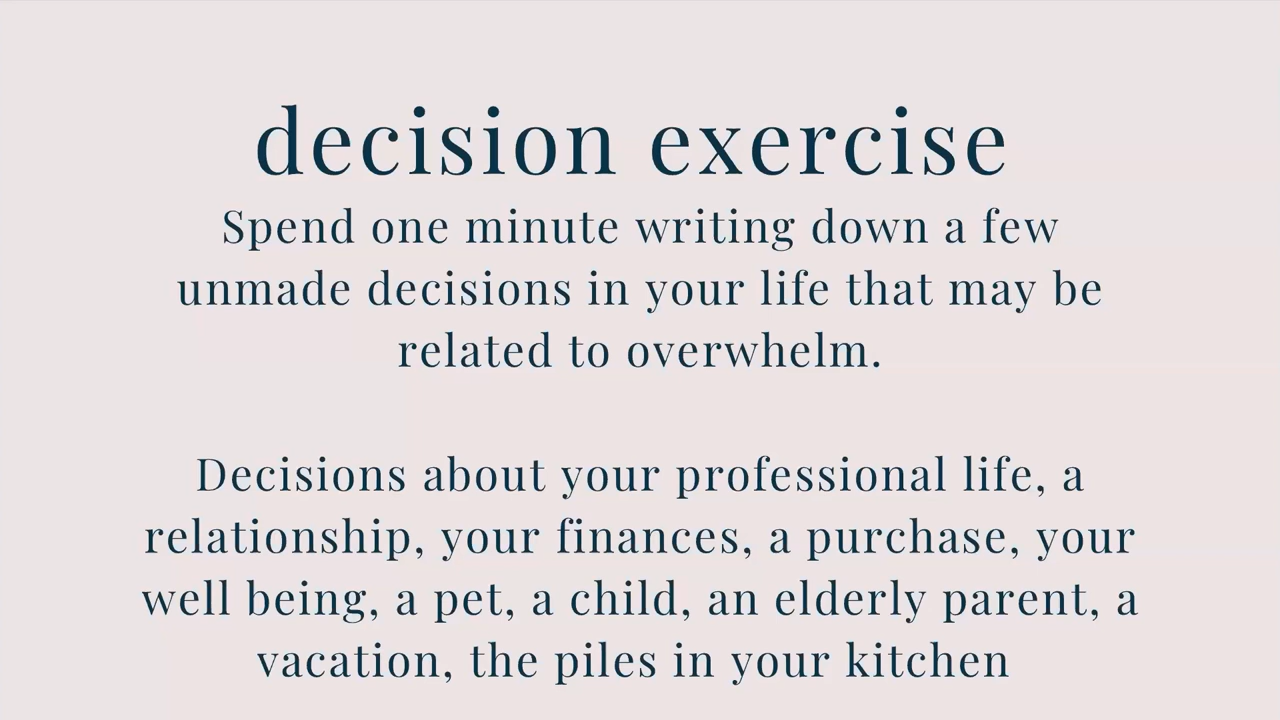 decision exercise
Spend one minute writing down a few
unmade decisions in your life that may be
related to overwhelm.
Decisions about your professional life, a
relationship, your finances, a purchase, your
well being, a pet, a child, an elderly parent, a
vacation, the piles in your kitchen